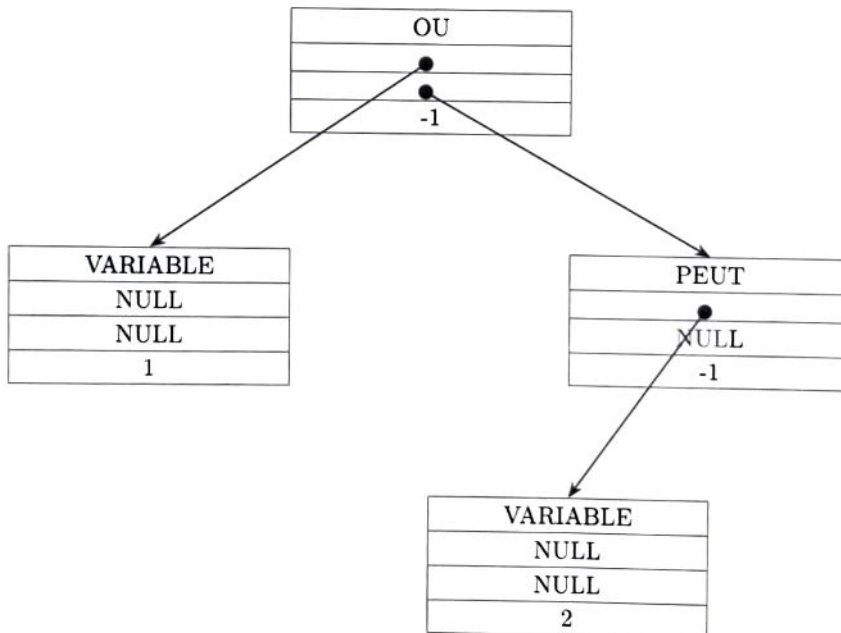 OU
-1
VARIABLE
NULL
NULL
1
PEUT
NULL
-1
VARIABLE
NULL
NULL
2